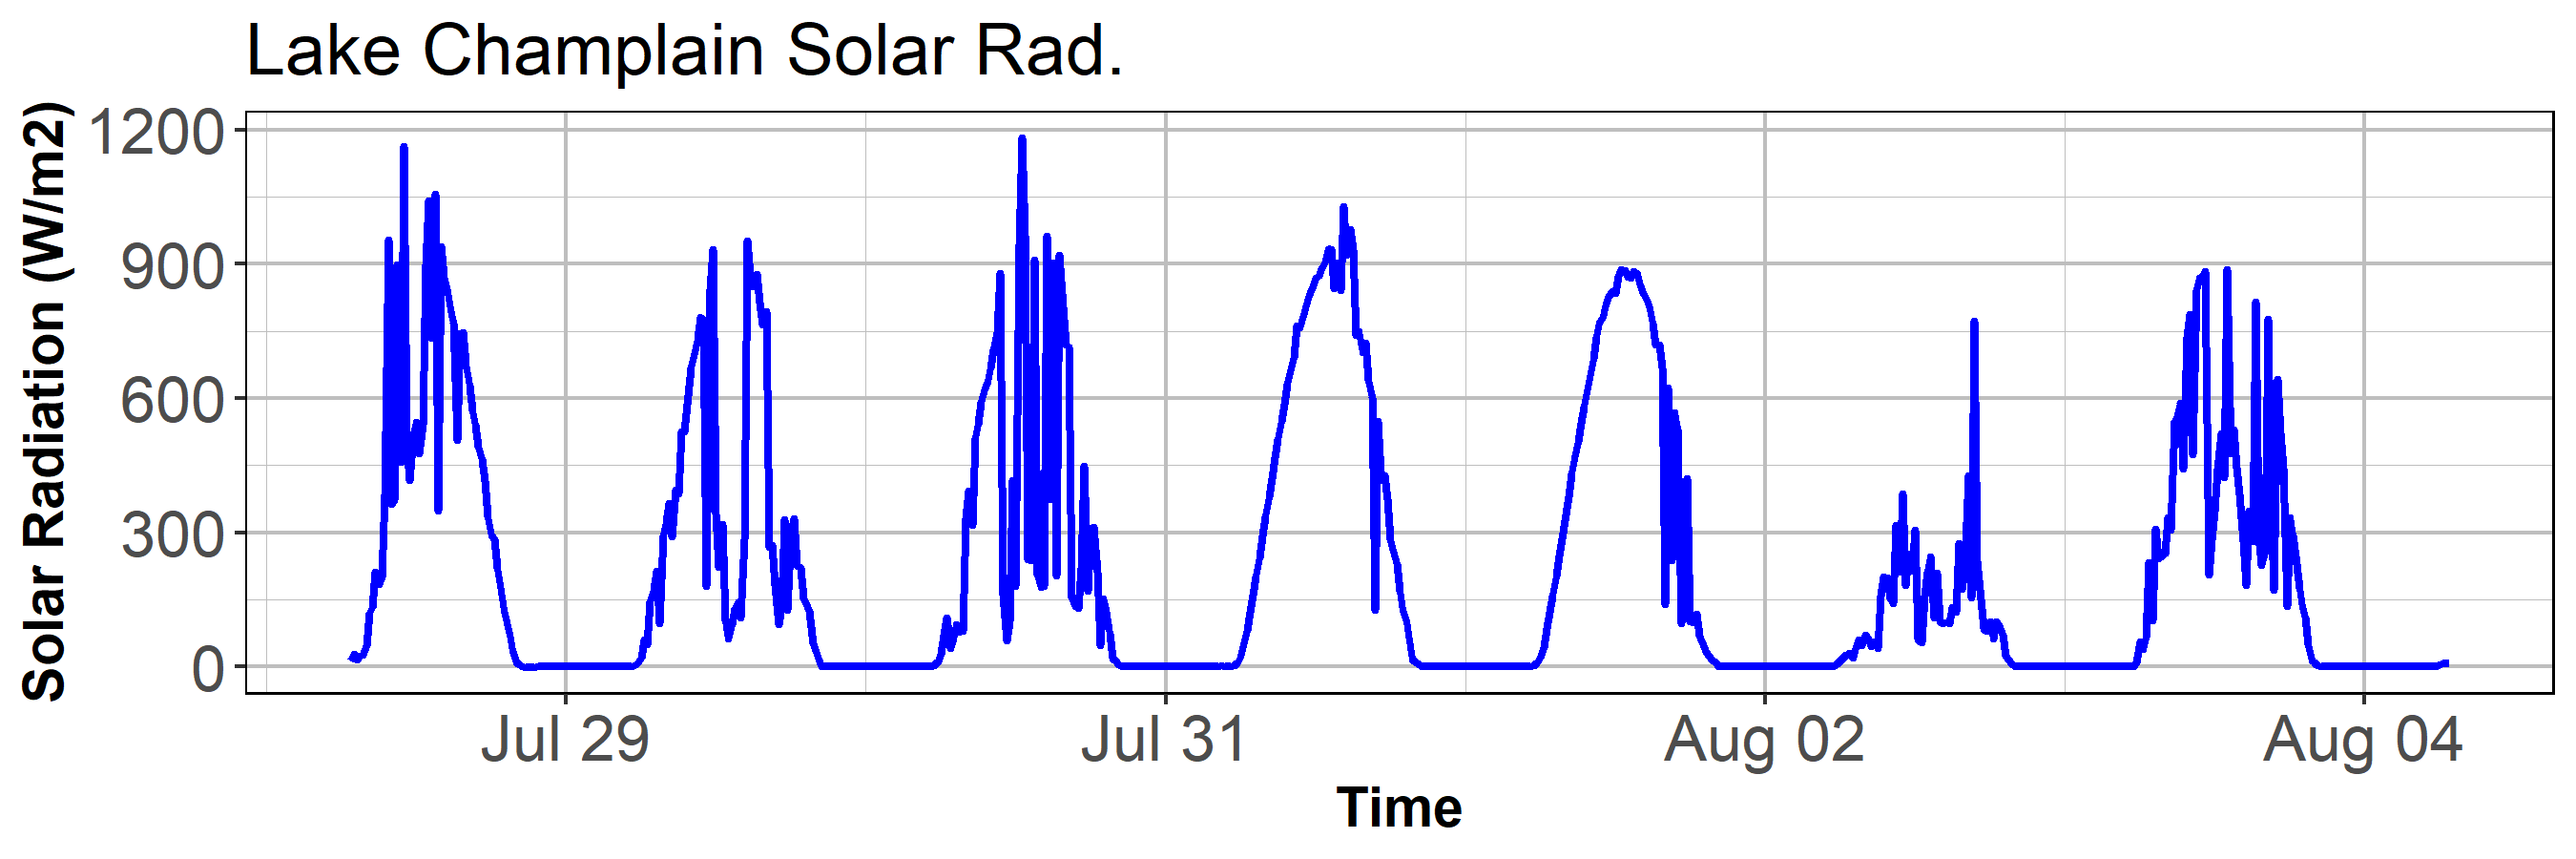 Lake Champlain Solar Rad.
Solar Radiation (W/m2)
1200
900
600
300
0
Jul 29 Jul 31 Aug 02 Aug 04
Time